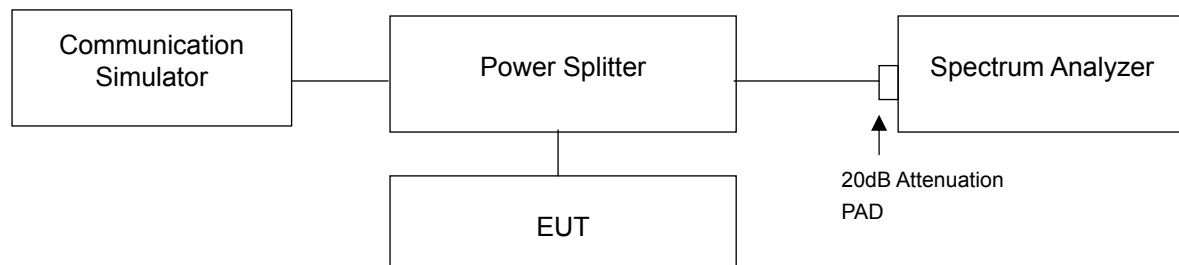 Communication
Simulator
Power Splitter
Spectrum Analyzer
20dB Attenuation
PAD
EUT